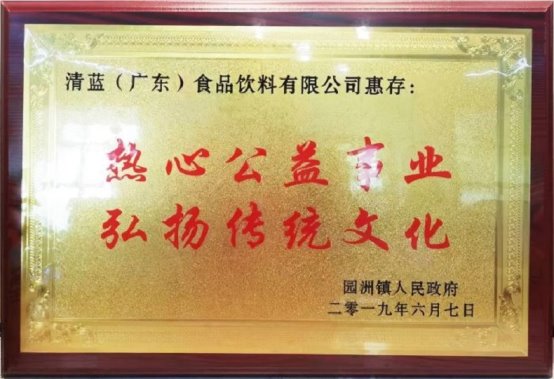 清蓝（广东）食品饮料有限公司惠存：
热心公益事业
弘扬传统文化
园洲镇人民政府
二零一九年六月七日